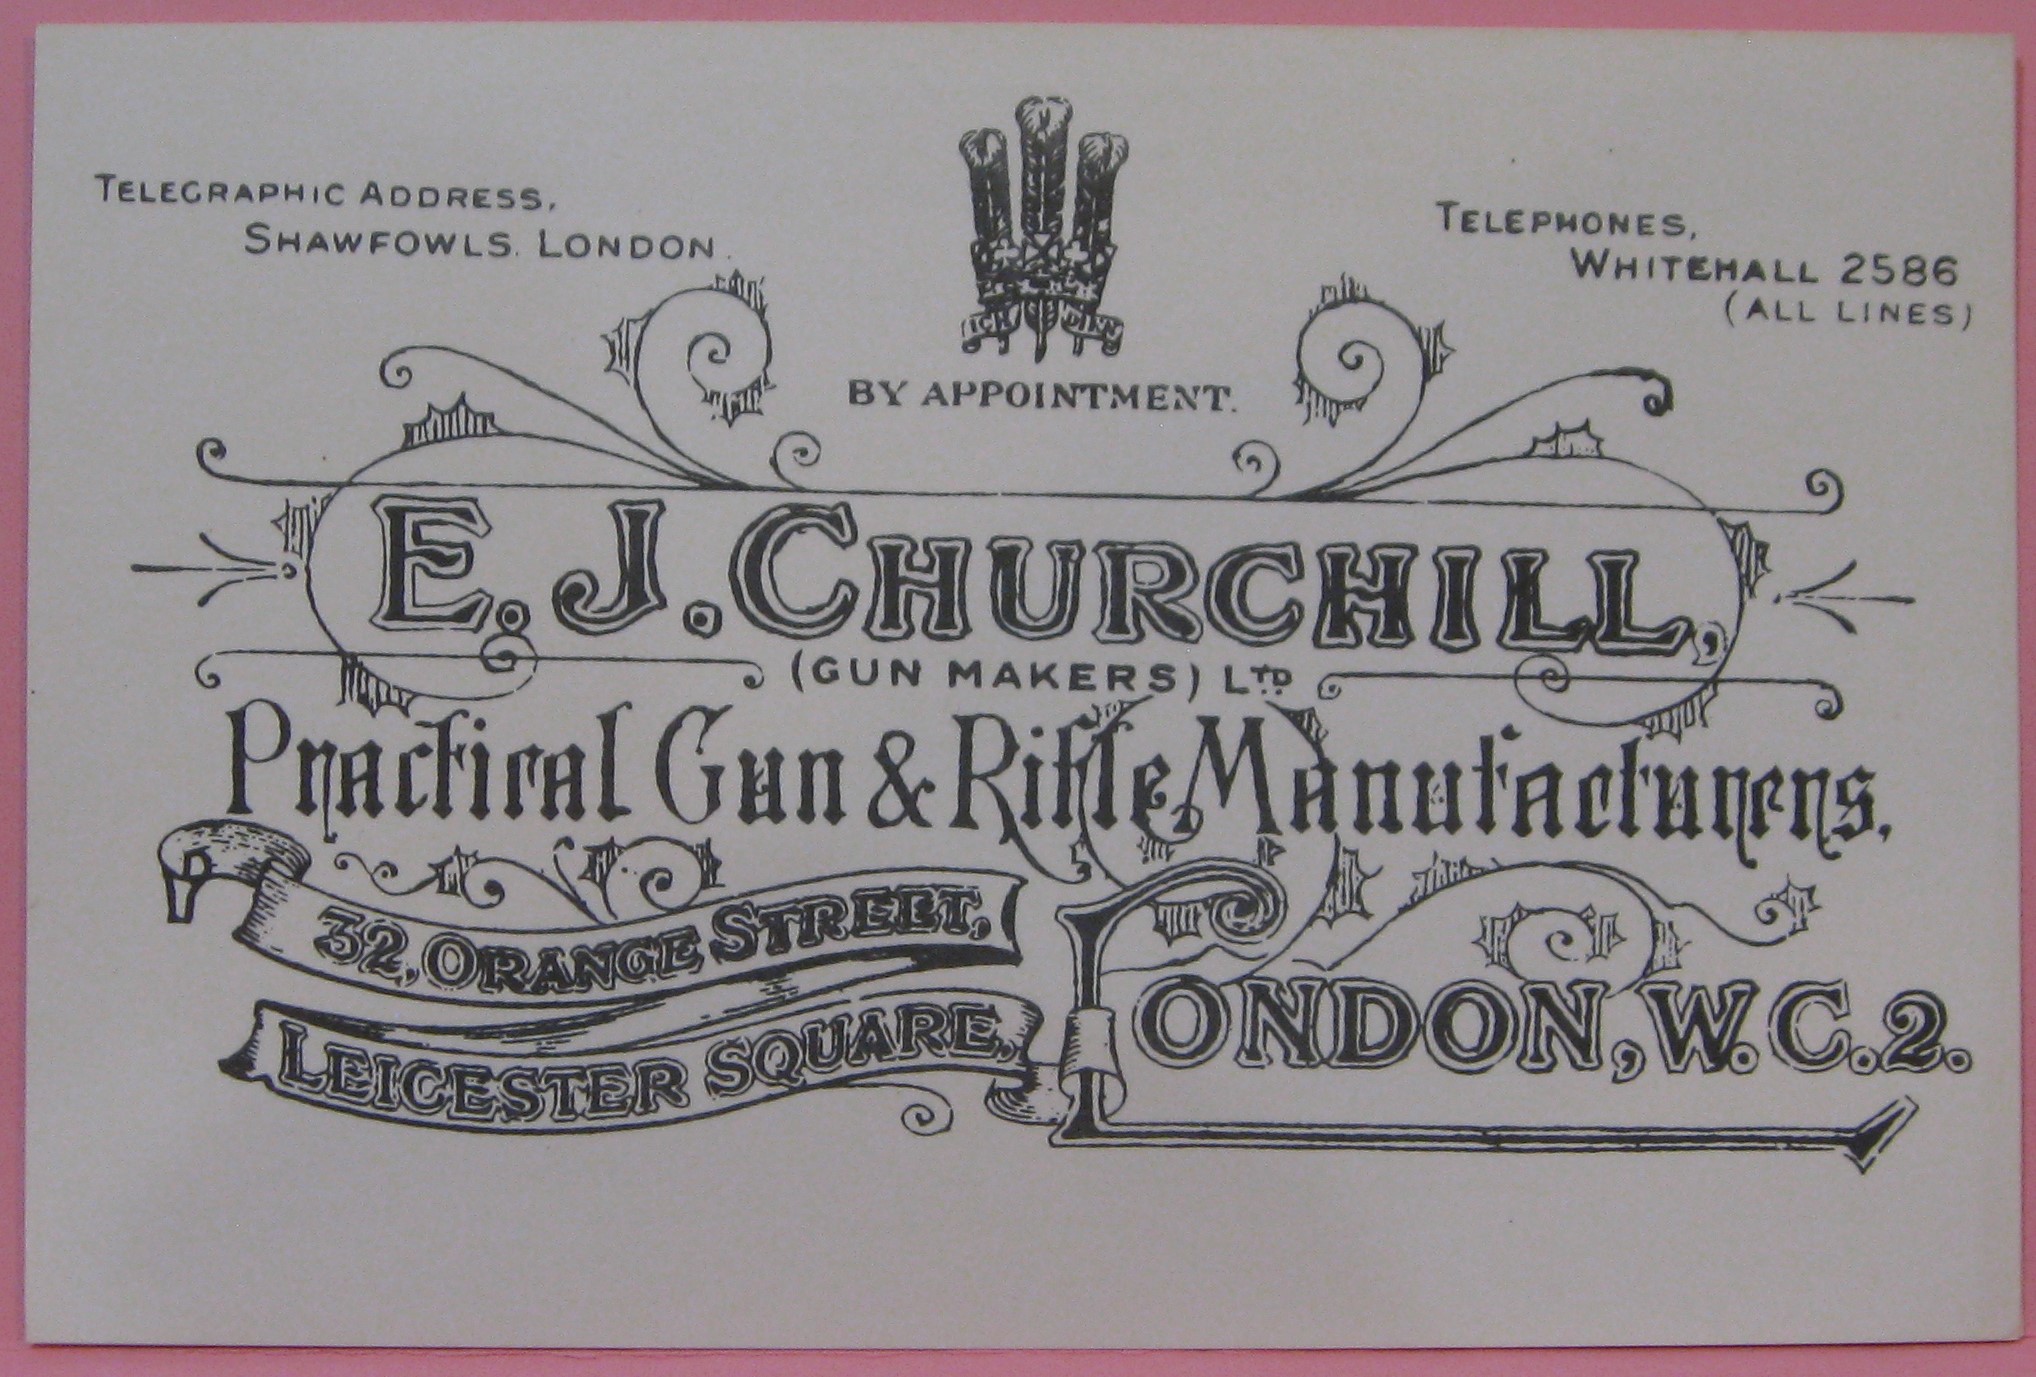 TELEGRAPHIC ADDRESS,
SHAWFOWLS. LONDON.
TELEPHONES,
WHITEHALL 2586
(ALL LINES)
ICH DIEN
BY APPOINTMENT.
E. J. CHURCHILL,
(GUN MAKERS) LTD
Practical Gun & Rifle Manufacturers.
32, ORANGE STREET,
LEICESTER SQUARE,
LONDON, W.C.2.